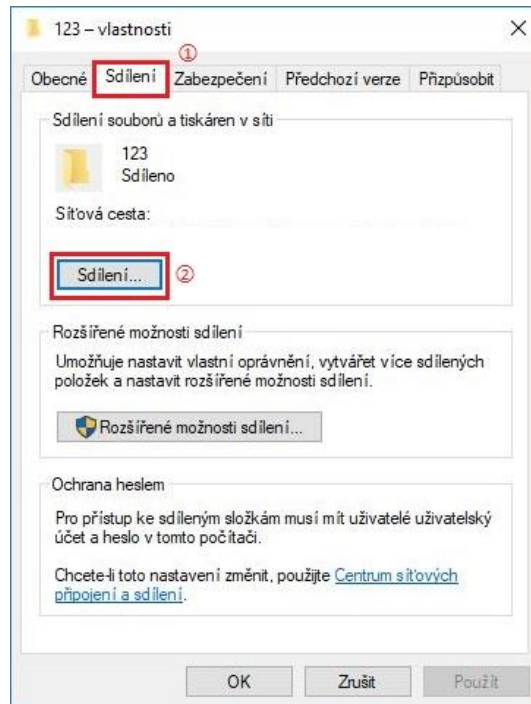 123 – vlastnosti
①
Obecné Sdílení Zabezpečení Předchozí verze Přizpůsobit
Sdílení souborů a tiskáren v síti
123
Sdíleno
Síťová cesta:
Sdílení...
②
Rozšířené možnosti sdílení
Umožňuje nastavit vlastní oprávnění, vytvářet více sdílených
položek a nastavit rozšířené možnosti sdílení.
Rozšířené možnosti sdílení...
Ochrana heslem
Pro přístup ke sdíleným složkám musí mít uživatelé uživatelský
účet a heslo v tomto počítači.
Chcete-li toto nastavení změnit, použijte Centrum síťových
připojení a sdílení.
OK Zrušit Použít